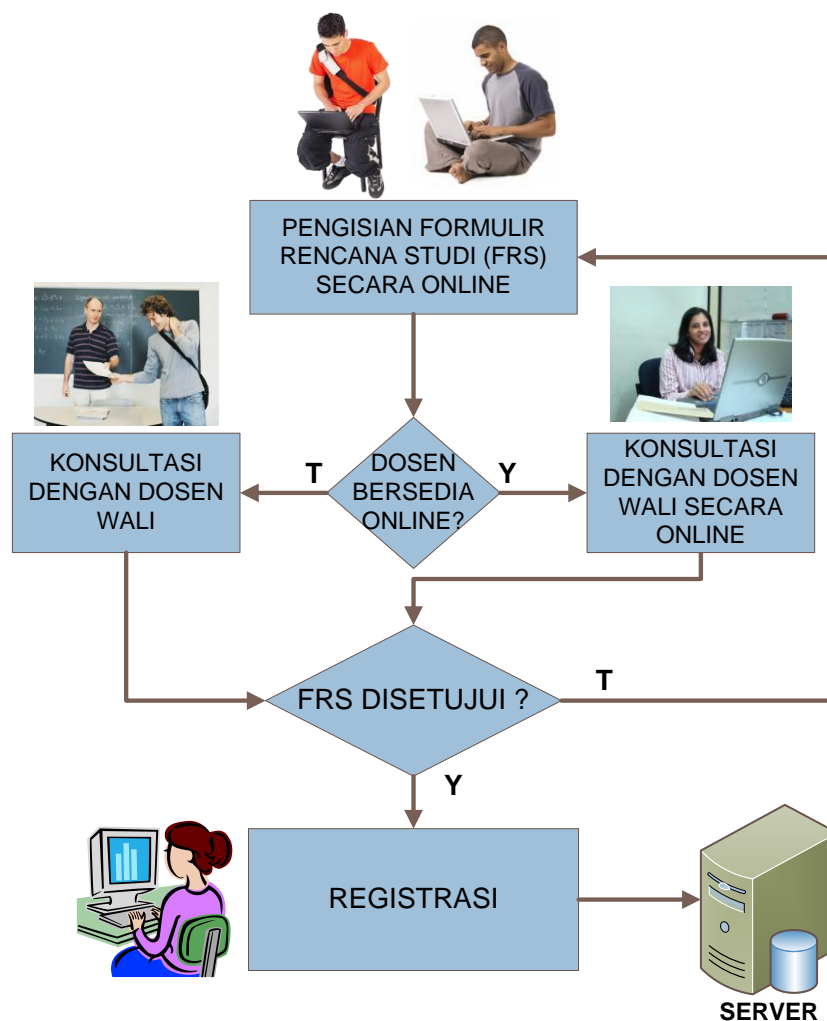 PENGISIAN FORMULIR
RENCANA STUDI (FRS)
SECARA ONLINE
KONSULTASI
DENGAN DOSEN
WALI
T
DOSEN
BERSEDIA
ONLINE?
Y
KONSULTASI
DENGAN DOSEN
WALI SECARA
ONLINE
FRS DISETUJUI ?
T
Y
REGISTRASI
SERVER